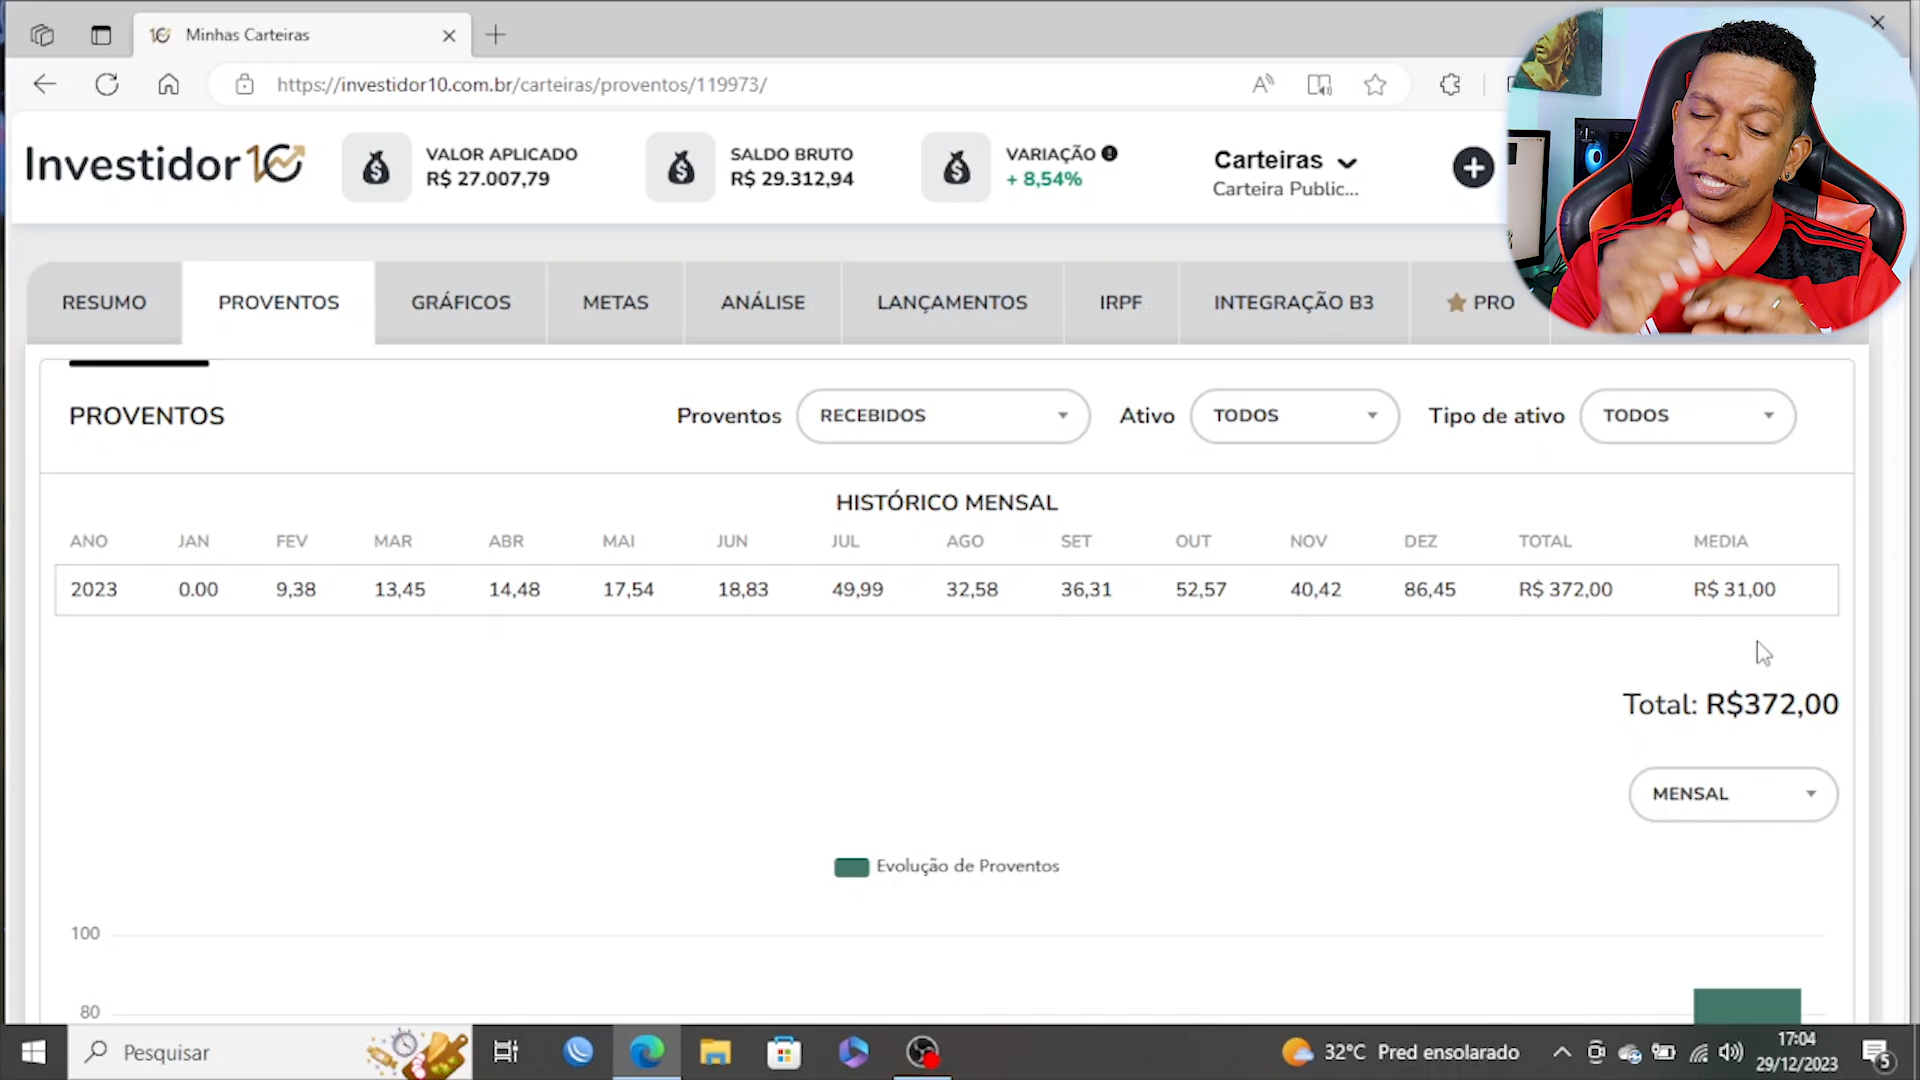 Minhas Carteiras
https://investidor10.com.br/carteiras/proventos/119973/
Investidor 10
VALOR APLICADO
R$ 27.007,79
SALDO BRUTO
R$ 29.312,94
VARIAÇÃO
+ 8,54%
Carteiras
Carteira Public...
RESUMO PROVENTOS GRÁFICOS METAS ANÁLISE LANÇAMENTOS IRPF INTEGRAÇÃO B3 PRO
PROVENTOS Proventos RECEBIDOS Ativo TODOS Tipo de ativo TODOS
HISTÓRICO MENSAL
ANO JAN FEV MAR ABR MAI JUN JUL AGO SET OUT NOV DEZ TOTAL MEDIA
2023 0.00 9,38 13,45 14,48 17,54 18,83 49,99 32,58 36,31 52,57 40,42 86,45 R$ 372,00 R$ 31,00
Total: R$372,00
MENSAL
Evolução de Proventos
100
80
Pesquisar
32°C Pred ensolarado
17:04
29/12/2023
5